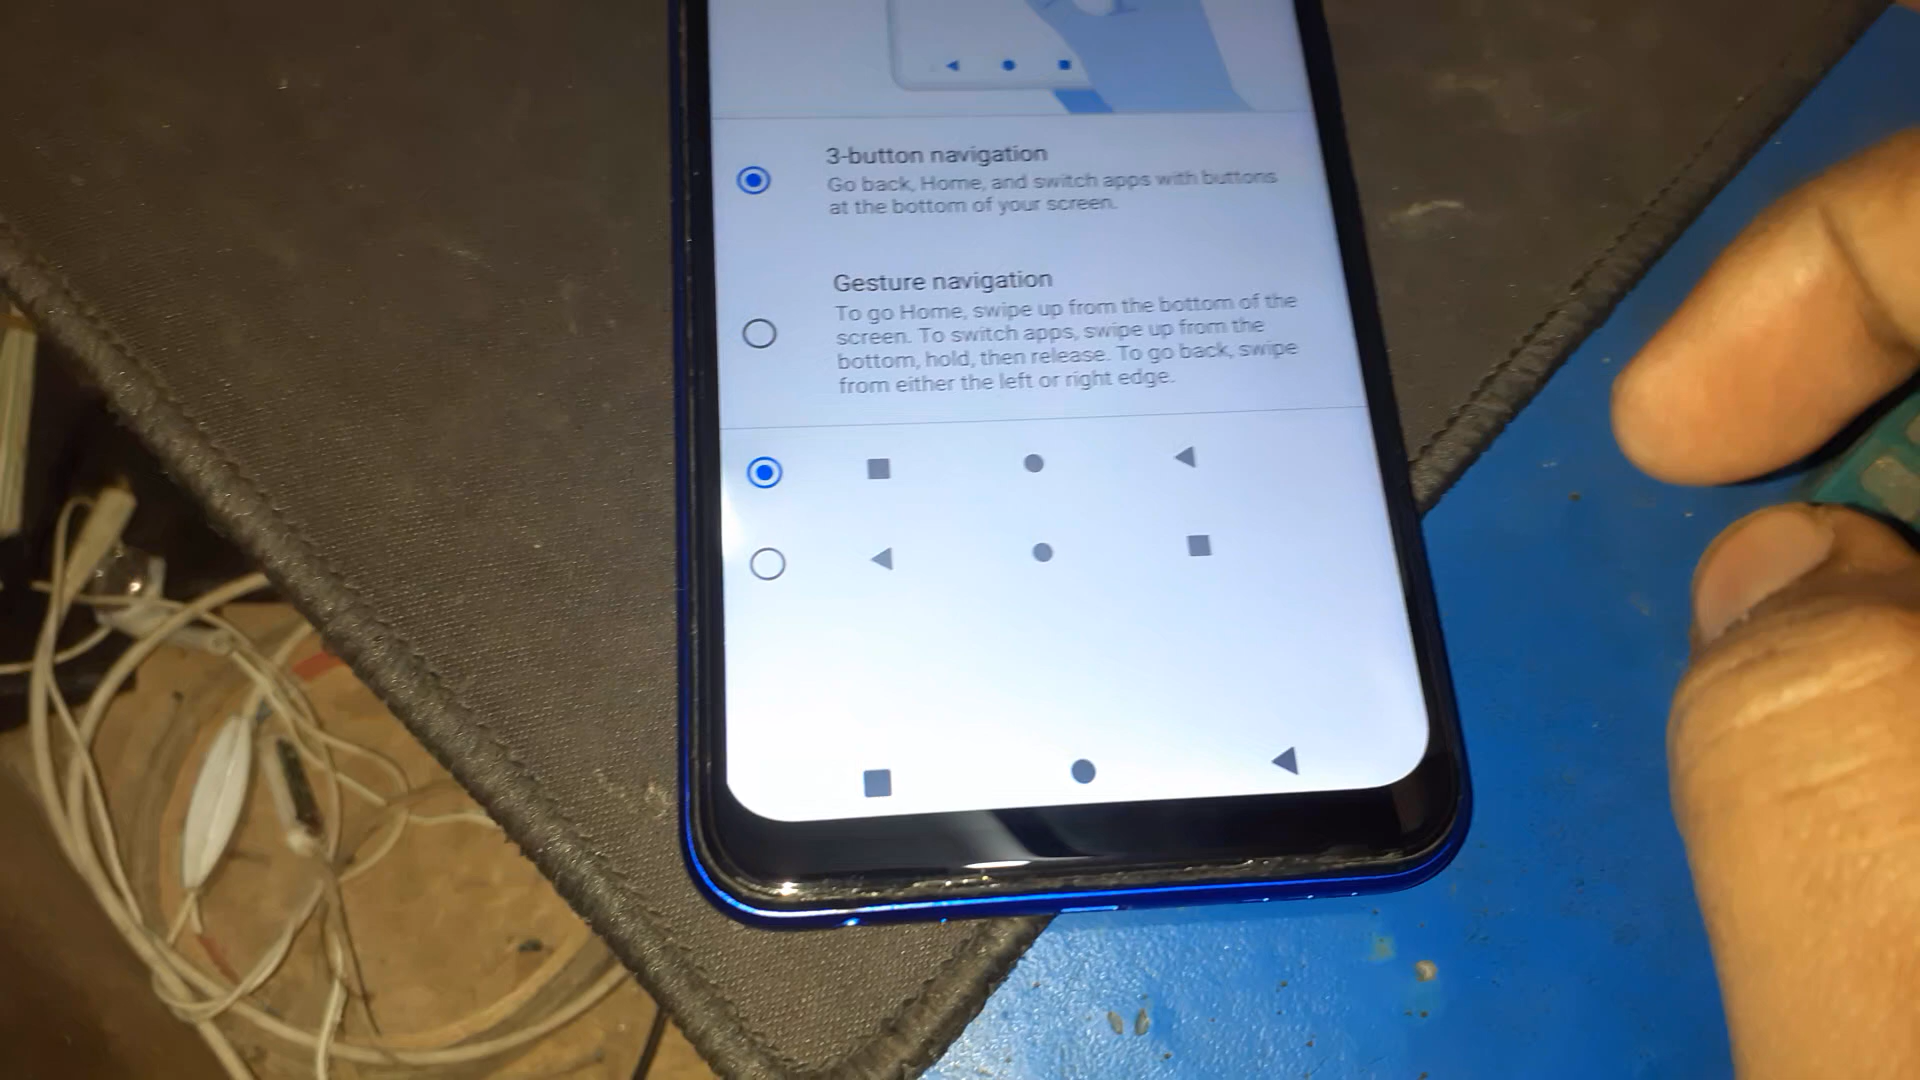 3-button navigation
Go back, Home, and switch apps with buttons
at the bottom of your screen.
Gesture navigation
To go Home, swipe up from the bottom of the
screen. To switch apps, swipe up from the
bottom, hold, then release. To go back, swipe
from either the left or right edge.